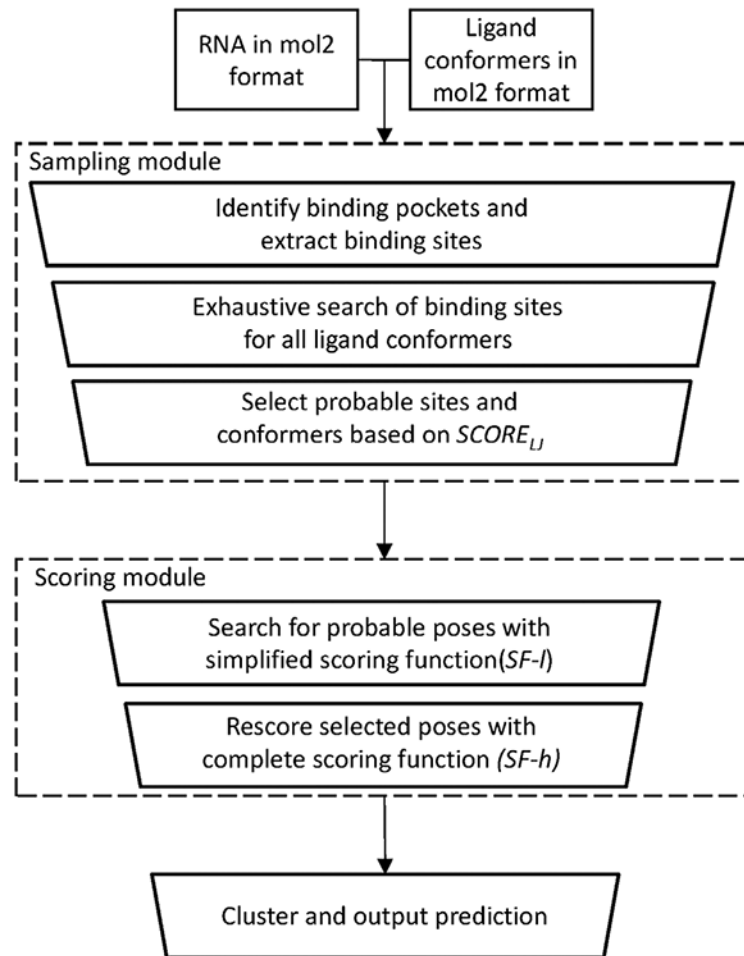 RNA in mol2
format
Ligand
conformers in
mol2 format
Sampling module
Identify binding pockets and
extract binding sites
Exhaustive search of binding sites
for all ligand conformers
Select probable sites and
conformers based on SCORE_LJ
Scoring module
Search for probable poses with
simplified scoring function(SF-l)
Rescore selected poses with
complete scoring function (SF-h)
Cluster and output prediction